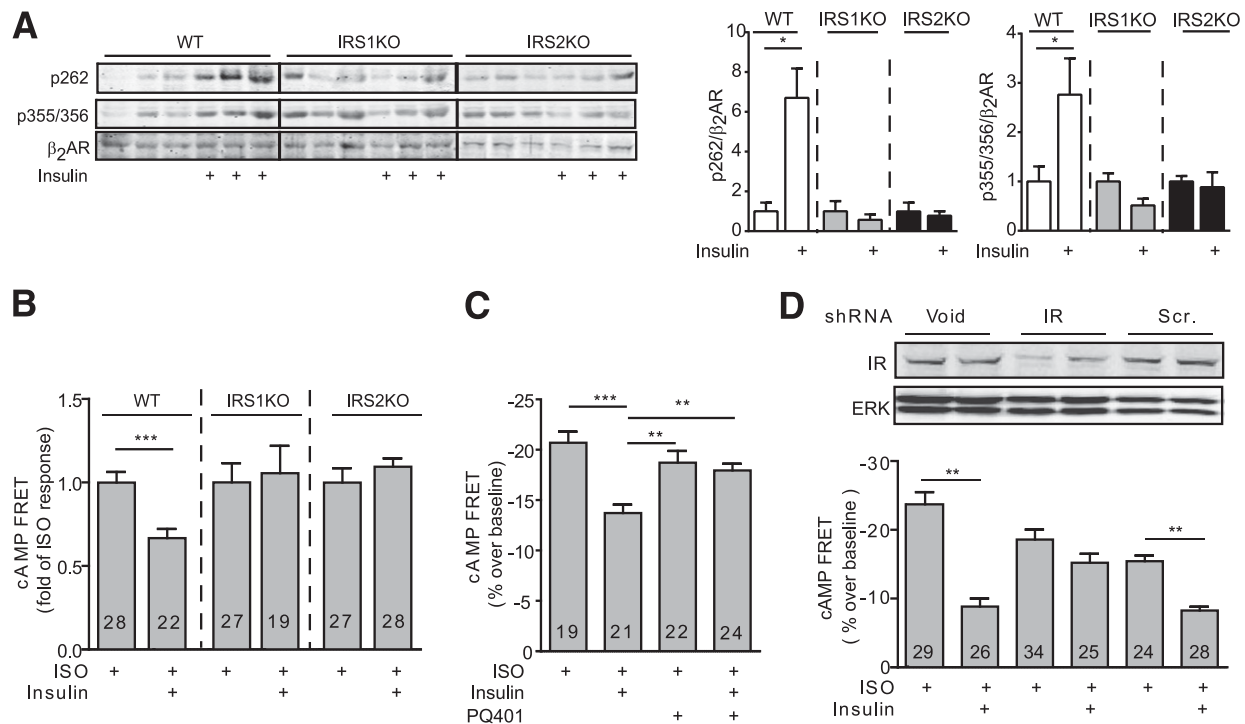 A
WT IRS1KO IRS2KO
p262
p355/356
β2AR
Insulin + + + + + + + + +
WT IRS1KO IRS2KO
*
p262/β2AR
10
8
6
4
2
0
Insulin + + +
WT IRS1KO IRS2KO
*
p355/356/β2AR
4
3
2
1
0
Insulin + + +
B
WT IRS1KO IRS2KO
***
cAMP FRET
(fold of ISO response)
1.5
1.0
0.5
0.0
28 22 27 19 27 28
ISO + + + + + +
Insulin + + +
C
*** **
**
cAMP FRET
(% over baseline)
-25
-20
-15
-10
-5
0
19 21 22 24
ISO + + + +
Insulin + +
PQ401 + +
D
shRNA Void IR Scr.
IR
ERK
** **
cAMP FRET
( % over baseline )
-30
-20
-10
0
29 26 34 25 24 28
ISO + + + + + +
Insulin + + +